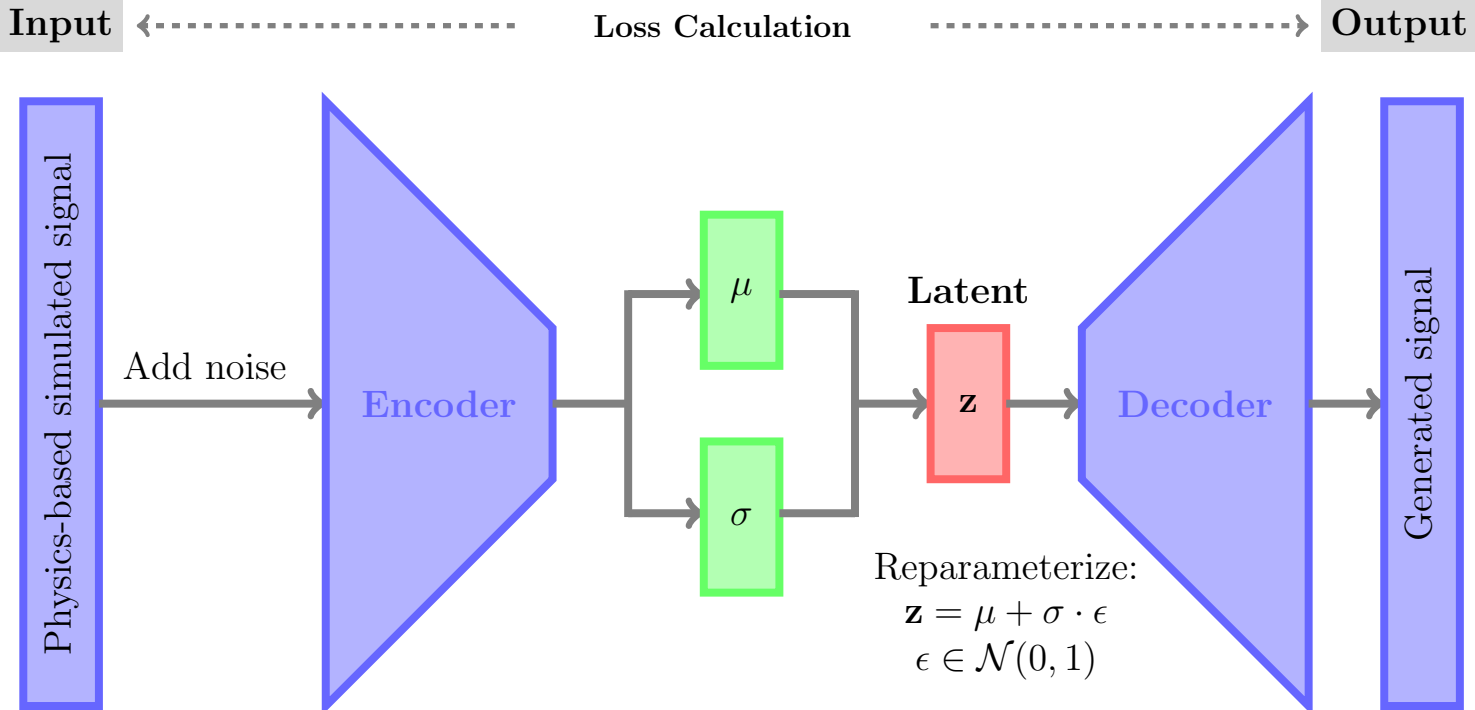 Input
Loss Calculation
Output
Physics-based simulated signal
Add noise
Encoder
μ
σ
Latent
z
Reparameterize:
z = μ + σ · ϵ
ϵ ∈ 𝒩(0, 1)
Decoder
Generated signal